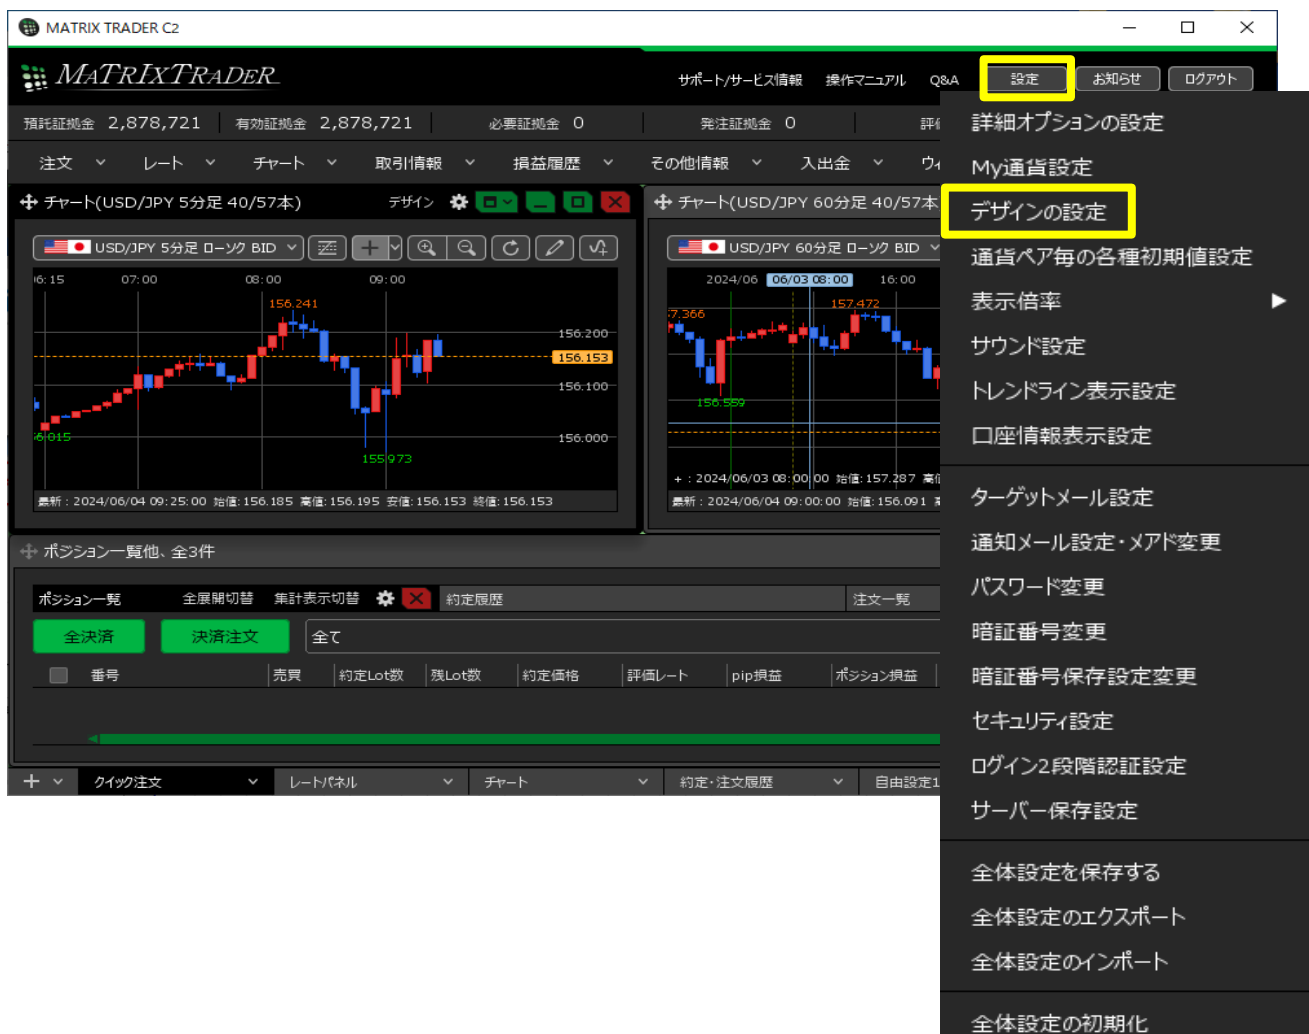 MATRIX TRADER C2
MATRIXTRADER
サポート/サービス情報 操作マニュアル Q&A 設定 お知らせ ログアウト
預託証拠金 2,878,721 有効証拠金 2,878,721 必要証拠金 0 発注証拠金 0
注文 レート チャート 取引情報 損益履歴 その他情報 入出金
チャート(USD/JPY 5分足 40/57本) デザイン
USD/JPY 5分足 ローソク BID
06:15 07:00 08:00 09:00
156.241
156.200
156.153
156.100
156.015
156.000
155.973
最新 : 2024/06/04 09:25:00 始値:156.185 高値:156.195 安値:156.153 終値:156.153
チャート(USD/JPY 60分足 40/57本
USD/JPY 60分足 ローソク BID
2024/06 06/03 08:00 16:00
157.472
7.366
156.559
+ : 2024/06/03 08:00:00 始値:157.287
最新 : 2024/06/04 09:00:00 始値:156.091
ポジション一覧他、全3件
ポジション一覧 全展開切替 集計表示切替 約定履歴 注文一覧
全決済 決済注文 全て
番号 売買 約定Lot数 残Lot数 約定価格 評価レート pip損益 ポジション損益
クイック注文 レートパネル チャート 約定・注文履歴 自由設定1
詳細オプションの設定
My通貨設定
デザインの設定
通貨ペア毎の各種初期値設定
表示倍率
サウンド設定
トレンドライン表示設定
口座情報表示設定
ターゲットメール設定
通知メール設定・メアド変更
パスワード変更
暗証番号変更
暗証番号保存設定変更
セキュリティ設定
ログイン2段階認証設定
サーバー保存設定
全体設定を保存する
全体設定のエクスポート
全体設定のインポート
全体設定の初期化